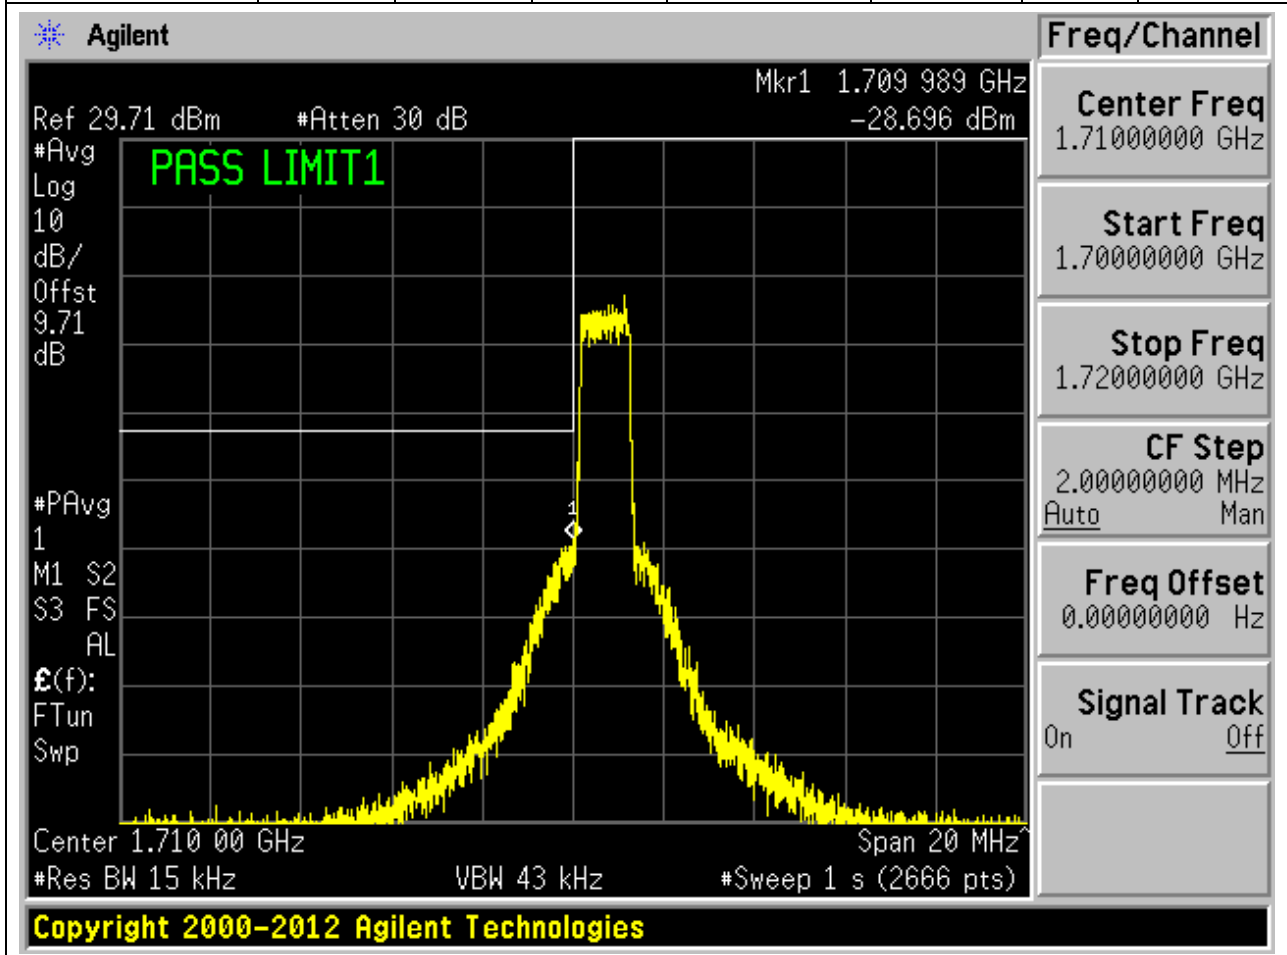 Agilent
Freq/Channel
Mkr1 1.709 989 GHz
Ref 29.71 dBm #Atten 30 dB -28.696 dBm
#Avg
Log
10
dB/
Offst
9.71
dB
PASS LIMIT1
#PAvg
1
M1 S2
S3 FS
AL
£(f):
FTun
Swp
1
Center 1.710 00 GHz Span 20 MHz^
#Res BW 15 kHz VBW 43 kHz #Sweep 1 s (2666 pts)
Center Freq
1.71000000 GHz
Start Freq
1.70000000 GHz
Stop Freq
1.72000000 GHz
CF Step
2.00000000 MHz
Auto Man
Freq Offset
0.00000000 Hz
Signal Track
On Off
Copyright 2000-2012 Agilent Technologies